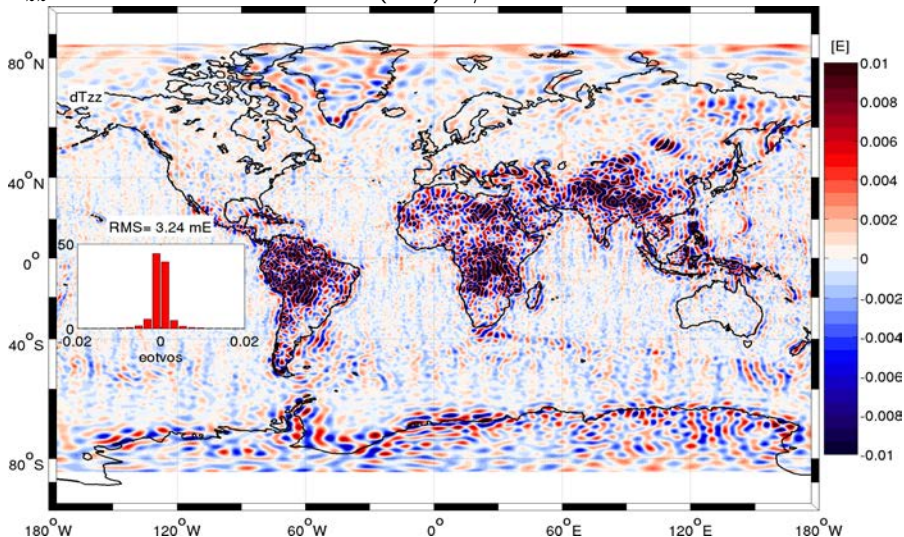 [E]
80° N
0.01
0.008
dTzz
0.006
0.004
40° N
0.002
RMS= 3.24 mE
50
0°
0
-0.002
0
-0.02
0
0.02
-0.004
40° S
eotvos
-0.006
-0.008
80° S
-0.01
180° W
120° W
60° W
0
60° E
120° E
180° W